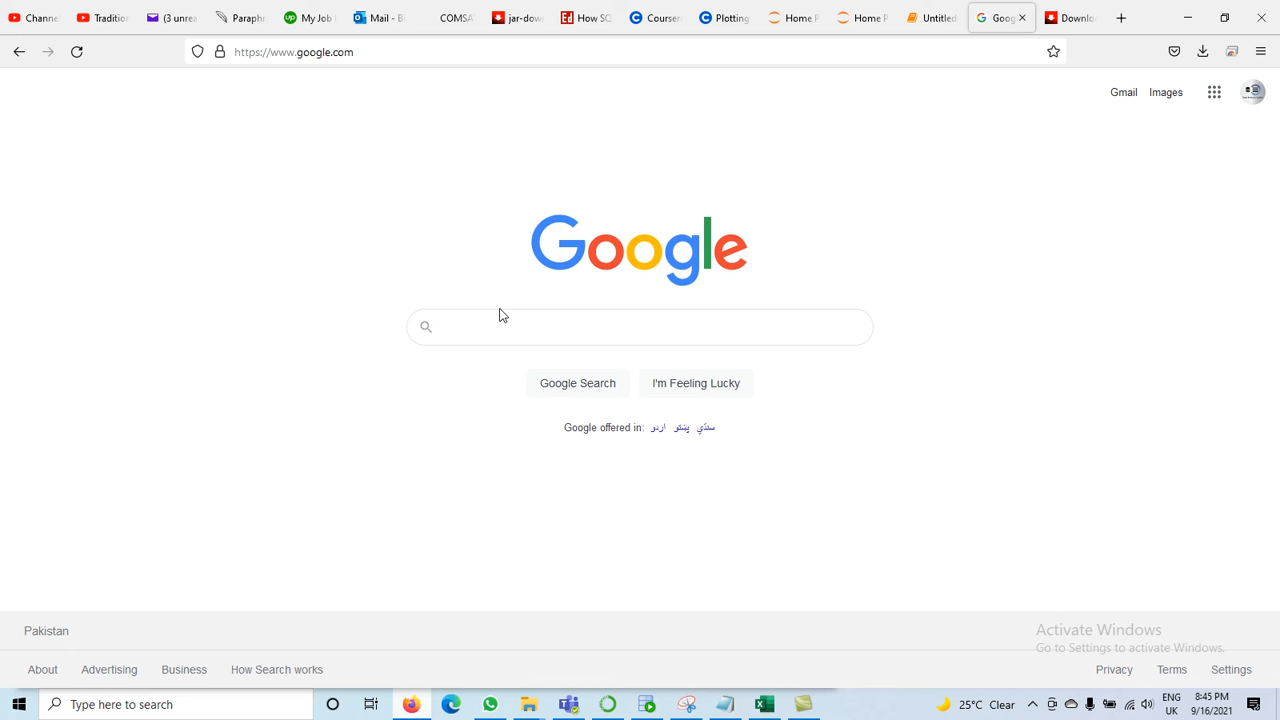 Channe
Traditio
(3 unrea
Paraphr
My Job
Mail - B
COMSA
jar-dow
How SQ
Courser
Plotting
Home P
Home P
Untitled
Goog
Downlo
https://www.google.com
Gmail Images
Google
Google Search I'm Feeling Lucky
Google offered in: اردو پښتو سنڌي
Pakistan
Activate Windows
Go to Settings to activate Windows.
About Advertising Business How Search works Privacy Terms Settings
Type here to search
25°C Clear
ENG
UK
8:45 PM
9/16/2021